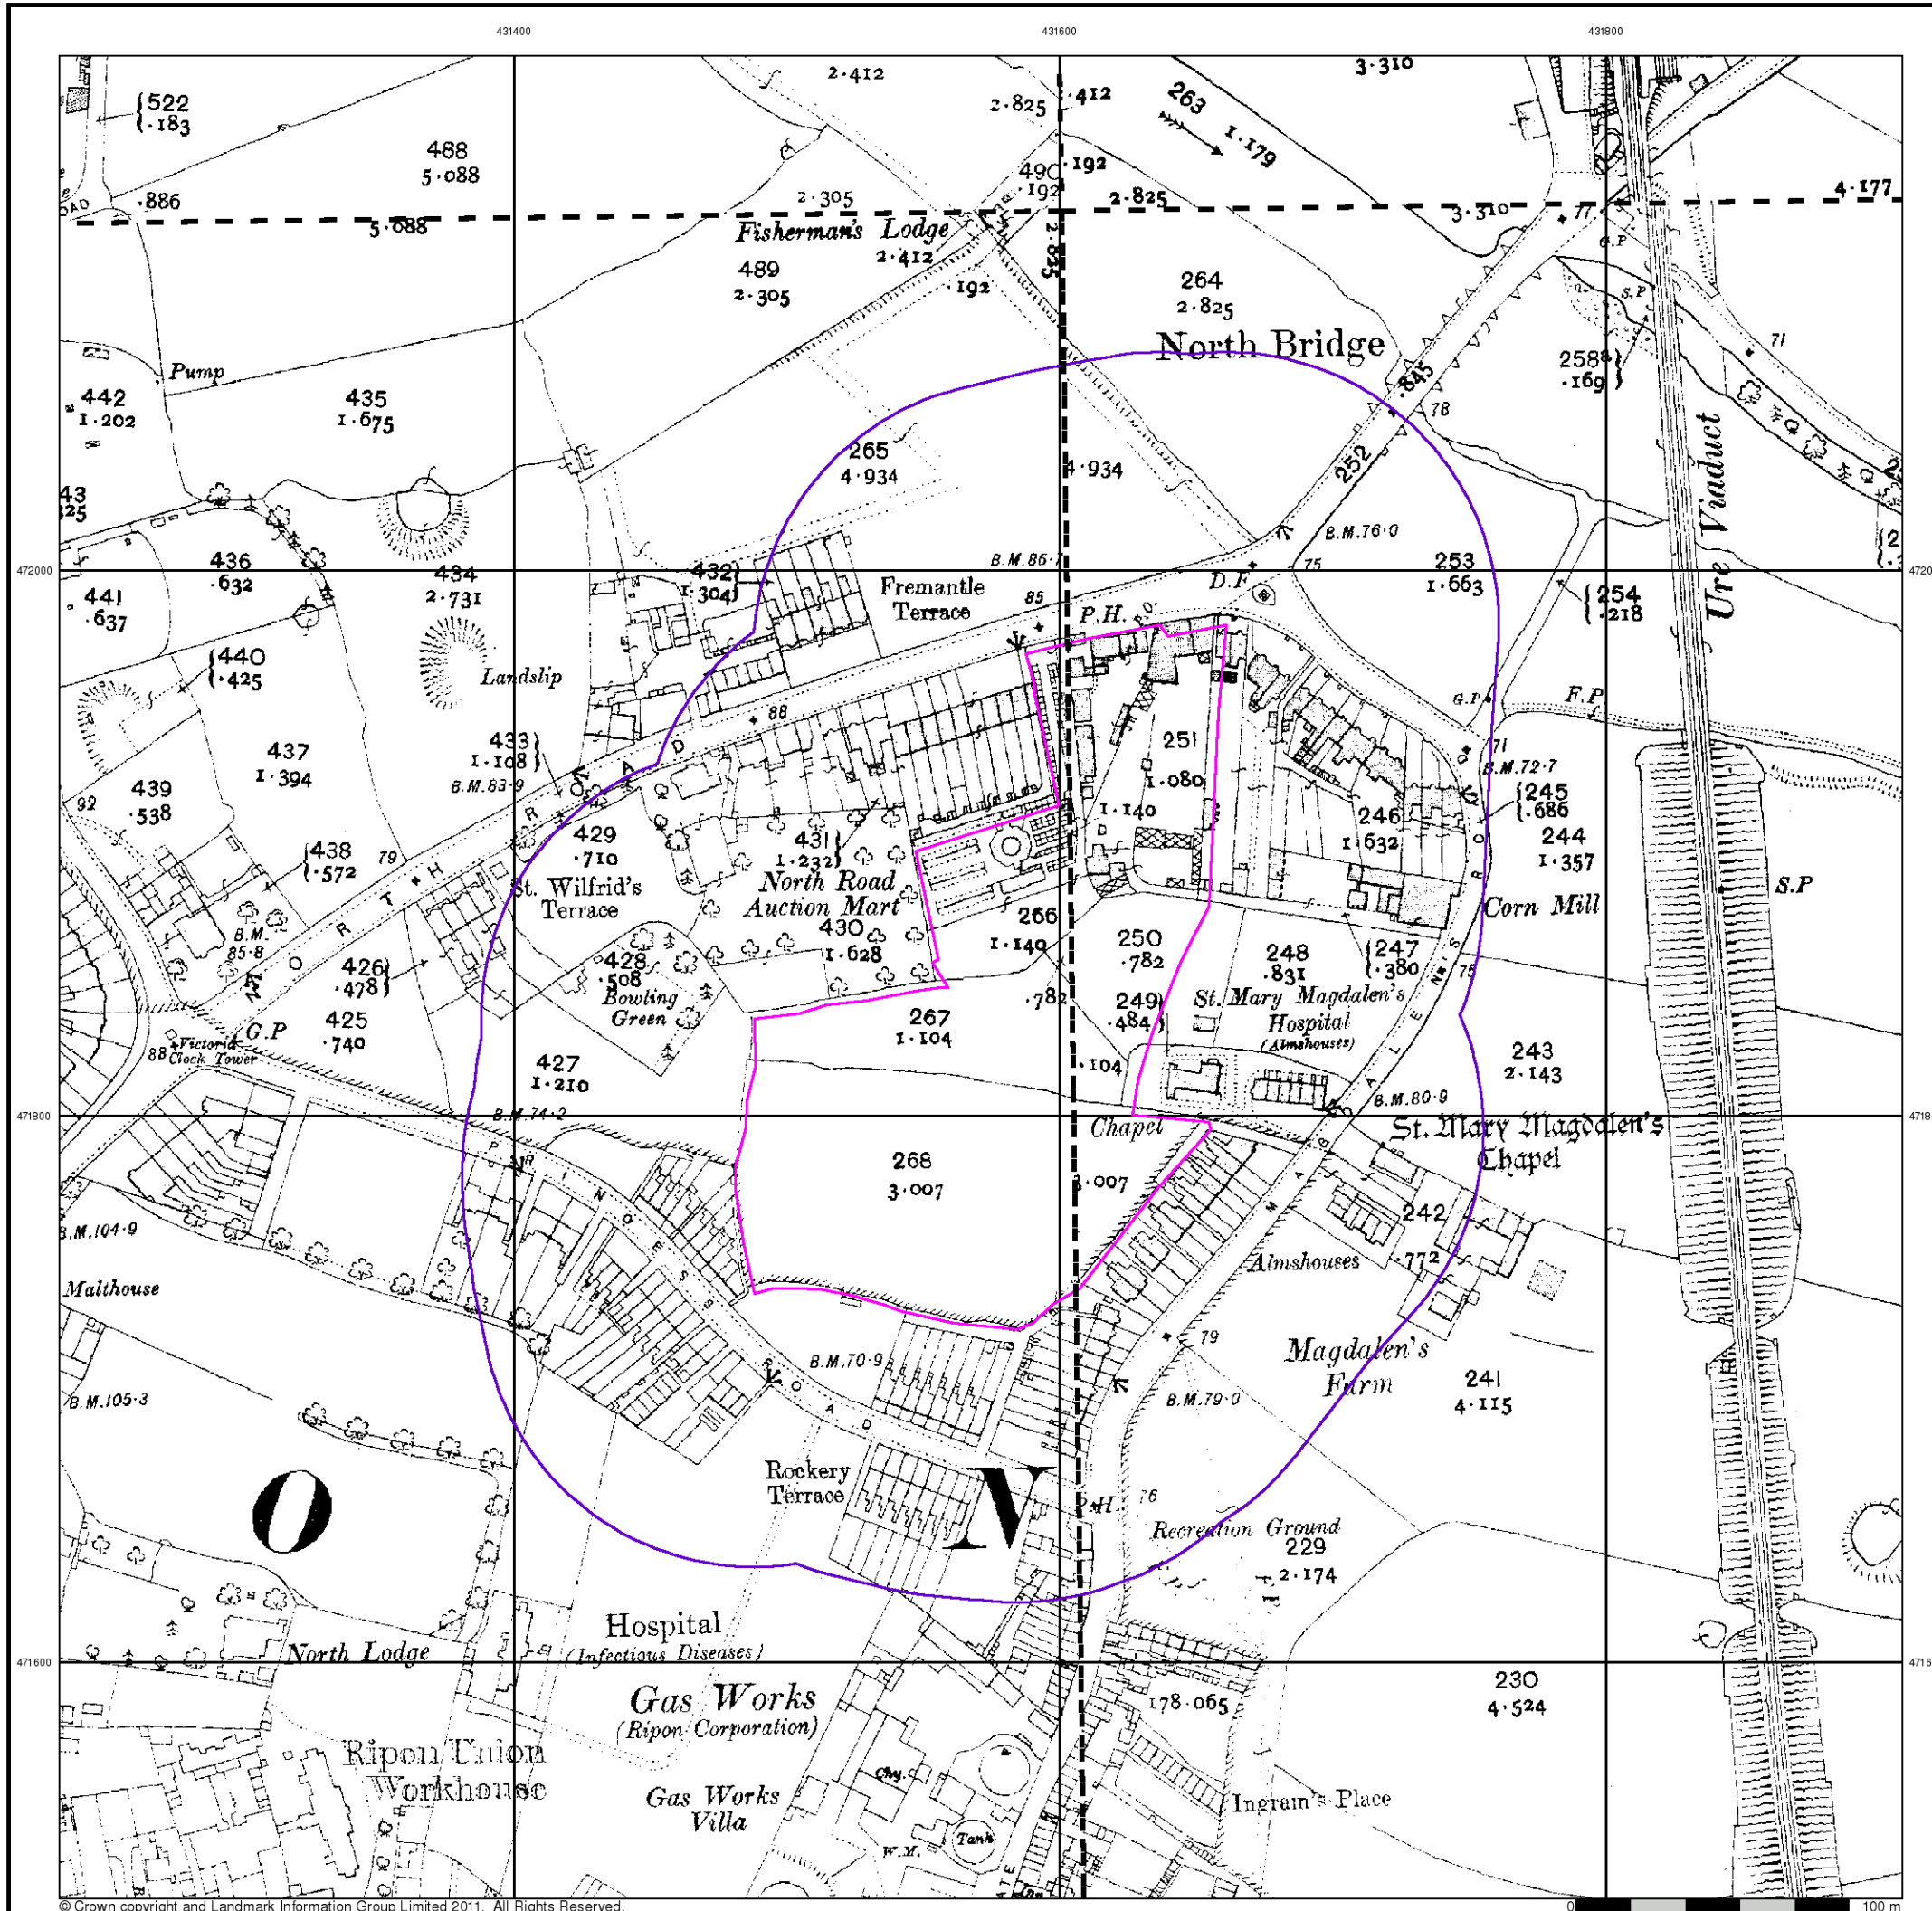 431400
431600
431800
2.412
3.310
{522
{.183
2.825
.412
263
1.179
488
5.088
490
.192
.192
OAD
.886
2.305
2.825
4.177
5.088
3.310
77
Fisherman's Lodge
2.412
2.825
G.P
489
2.305
.192
264
2.825
S.P
North Bridge
71
Pump
258a}
.169}
442
1.202
435
1.675
.845
78
Ure Viaduct
265
4.934
4.934
252
43
325
B.M.76.0
436
.632
B.M.86.7
472000
434
2.731
432}
1.304}
Fremantle
Terrace
D.F
75
253
1.663
441
.637
85
P.H.
P.O.
{254
{.218
{440
{.425
Landslip
G.P
F.P.
88
437
1.394
433}
1.108}
251
1.080
71
B.M.72.7
B.M.83.9
92
439
.538
NORTH ROAD
{245
{.686
1.140
{438
{.572
79
429
.710
431}
1.232}
246
1.632
244
1.357
St. Wilfrid's
Terrace
North Road
Auction Mart
S.P
Corn Mill
B.M.
85.8
430
1.628
266
1.140
250
.782
248
.831
{247
{.380
75
426}
.478}
428
.508
Bowling
Green
.782
249}
.484}
St. Mary Magdalen's
Hospital
(Almshouses)
G.P
425
.740
267
1.104
Victoria
Clock Tower
88
427
1.210
.104
243
2.143
471800
B.M.74.2
B.M.80.9
Chapel
St. Mary Magdalen's
Chapel
268
3.007
3.007
PRINCESS ROAD
MAGDALEN'S ROAD
242
.772
B.M.104.9
Almshouses
Malthouse
79
B.M.70.9
Magdalen's
Farm
B.M.105.3
B.M.79.0
241
4.115
Rockery
Terrace
O
N
P.H.
76
Recreation Ground
229
2.174
Hospital
(Infectious Diseases)
North Lodge
471600
Gas Works
(Ripon Corporation)
178.065
230
4.524
Ripon Union
Workhouse
Chy.
Gas Works
Villa
Ingram's Place
Tank
W.M.
© Crown copyright and Landmark Information Group Limited 2011. All Rights Reserved.
0
100 m